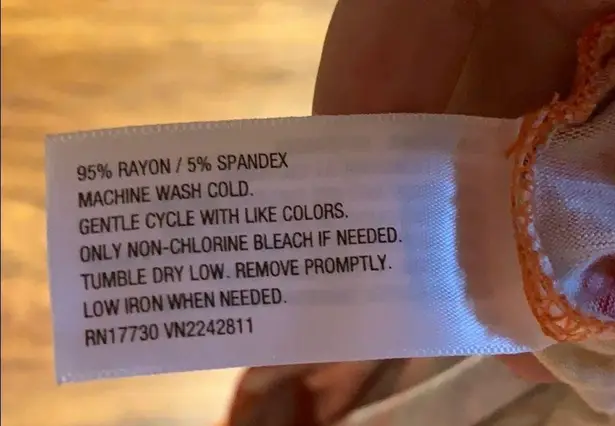 95% RAYON / 5% SPANDEX
MACHINE WASH COLD.
GENTLE CYCLE WITH LIKE COLORS.
ONLY NON-CHLORINE BLEACH IF NEEDED.
TUMBLE DRY LOW. REMOVE PROMPTLY.
LOW IRON WHEN NEEDED.
RN17730 VN2242811